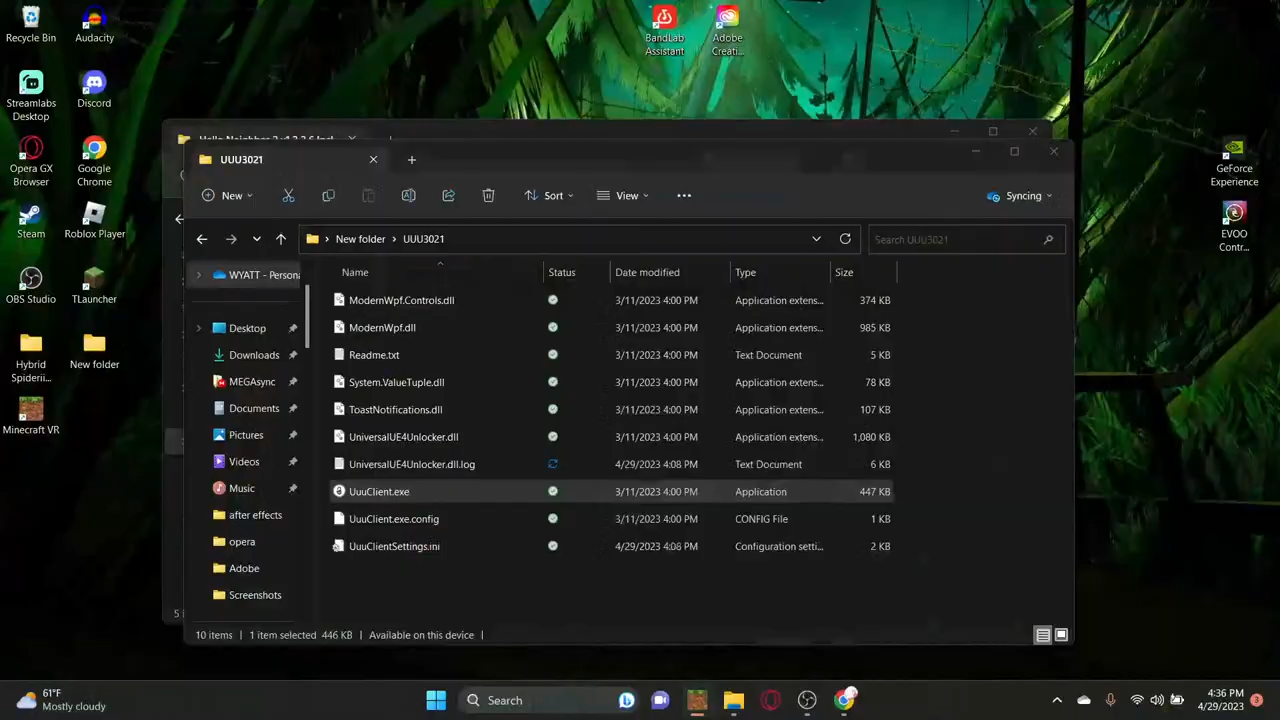 Recycle Bin
Audacity
BandLab
Assistant
Adobe
Creati...
Streamlabs
Desktop
Discord
Opera GX
Browser
Google
Chrome
Steam
Roblox Player
OBS Studio
TLauncher
Hybrid
Spiderii...
New folder
Minecraft VR
GeForce
Experience
EVOO
Contr...
UUU3021
New
Sort
View
Syncing
New folder
UUU3021
Search UUU3021
WYATT - Persona
Desktop
Downloads
MEGAsync
Documents
Pictures
Videos
Music
after effects
opera
Adobe
Screenshots
Name Status Date modified Type Size
ModernWpf.Controls.dll 3/11/2023 4:00 PM Application extens... 374 KB
ModernWpf.dll 3/11/2023 4:00 PM Application extens... 985 KB
Readme.txt 3/11/2023 4:00 PM Text Document 5 KB
System.ValueTuple.dll 3/11/2023 4:00 PM Application extens... 78 KB
ToastNotifications.dll 3/11/2023 4:00 PM Application extens... 107 KB
UniversalUE4Unlocker.dll 3/11/2023 4:00 PM Application extens... 1,080 KB
UniversalUE4Unlocker.dll.log 4/29/2023 4:08 PM Text Document 6 KB
UuuClient.exe 3/11/2023 4:00 PM Application 447 KB
UuuClient.exe.config 3/11/2023 4:00 PM CONFIG File 1 KB
UuuClientSettings.ini 4/29/2023 4:06 PM Configuration setti... 2 KB
10 items 1 item selected 446 KB Available on this device
61°F
Mostly cloudy
Search
4:36 PM
4/29/2023
3